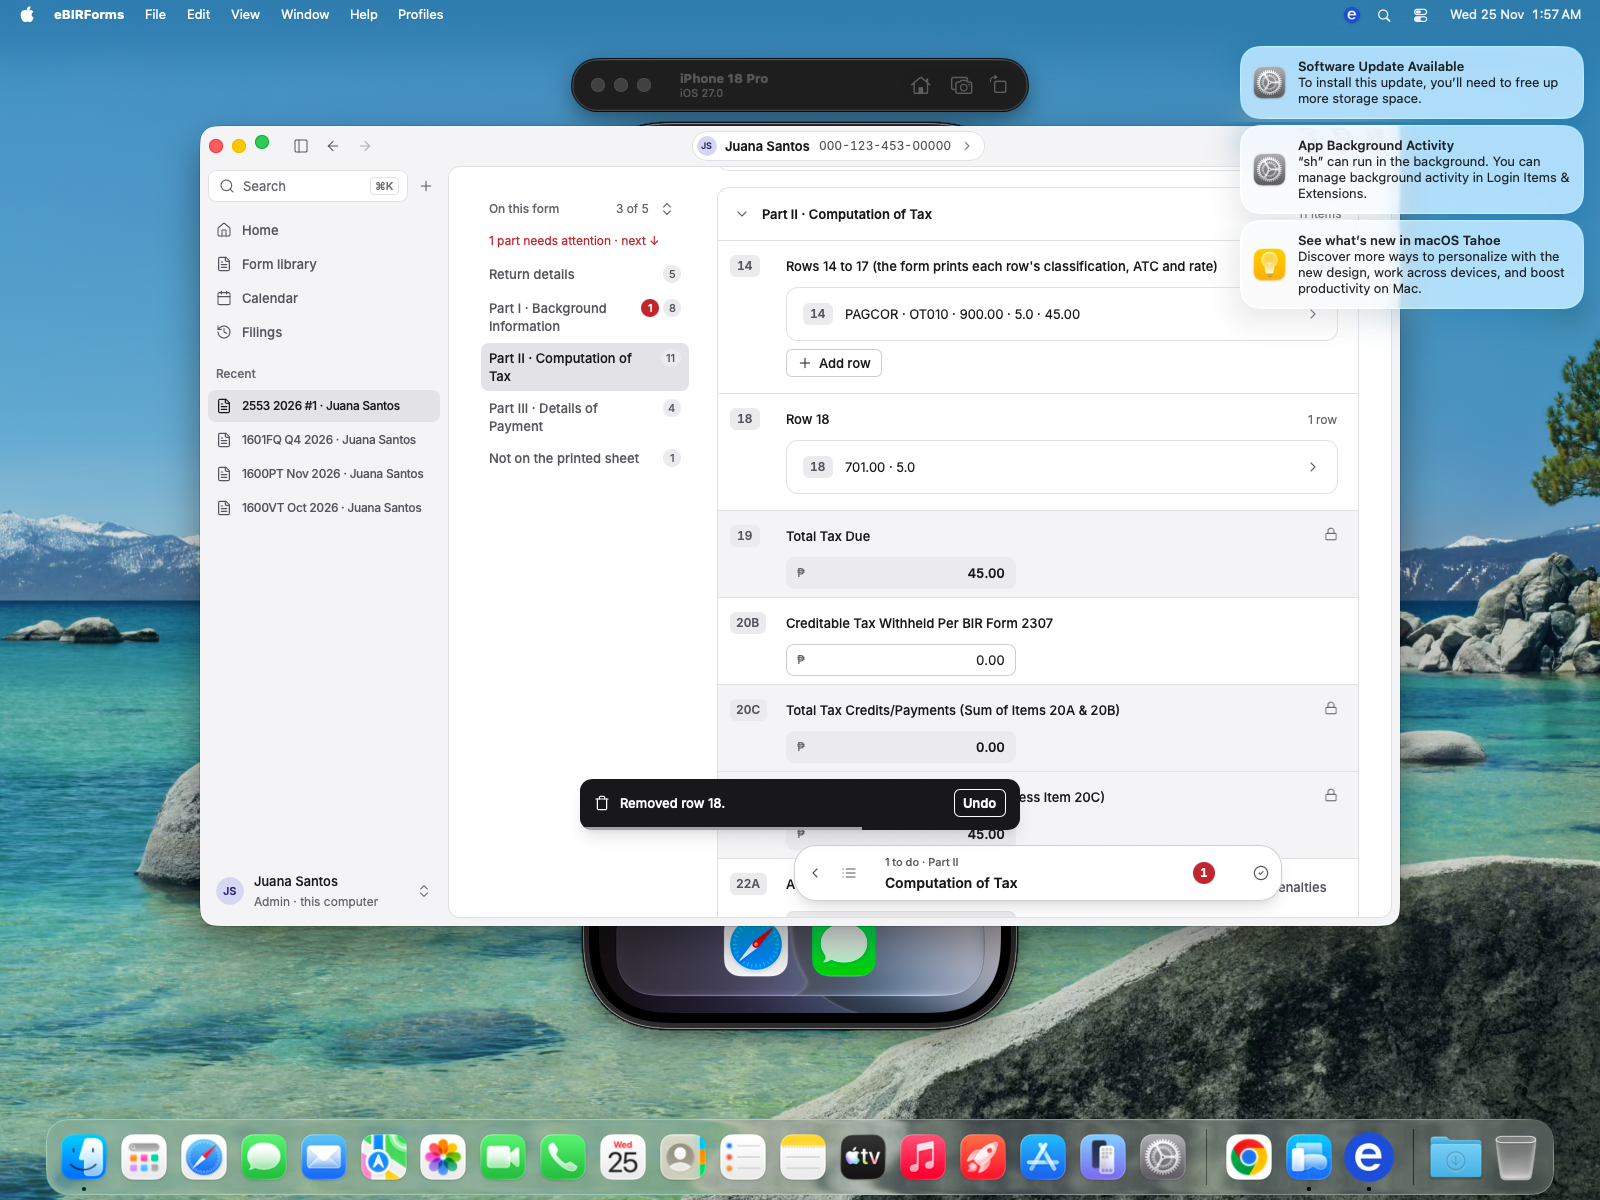 eBIRForms File Edit View Window Help Profiles
Wed 25 Nov 1:57 AM
iPhone 18 Pro
iOS 27.0
Software Update Available
To install this update, you'll need to free up
more storage space.
App Background Activity
"sh" can run in the background. You can
manage background activity in Login Items &
Extensions.
See what's new in macOS Tahoe
Discover more ways to personalize with the
new design, work across devices, and boost
productivity on Mac.
JS Juana Santos 000-123-453-00000
Search ⌘K
Home
Form library
Calendar
Filings
Recent
2553 2026 #1 · Juana Santos
1601FQ Q4 2026 · Juana Santos
1600PT Nov 2026 · Juana Santos
1600VT Oct 2026 · Juana Santos
JS
Juana Santos
Admin · this computer
On this form 3 of 5
1 part needs attention · next ↓
Return details 5
Part I · Background
Information
1 8
Part II · Computation of
Tax
11
Part III · Details of
Payment
4
Not on the printed sheet 1
Part II · Computation of Tax
11 items
14 Rows 14 to 17 (the form prints each row's classification, ATC and rate)
14 PAGCOR · OT010 · 900.00 · 5.0 · 45.00
+ Add row
18 Row 18 1 row
18 701.00 · 5.0
19 Total Tax Due
₱ 45.00
20B Creditable Tax Withheld Per BIR Form 2307
₱ 0.00
20C Total Tax Credits/Payments (Sum of Items 20A & 20B)
₱ 0.00
ess Item 20C)
₱ 45.00
Removed row 18. Undo
1 to do · Part II
Computation of Tax
1
22A A
enalties
Wed
25
tv
e